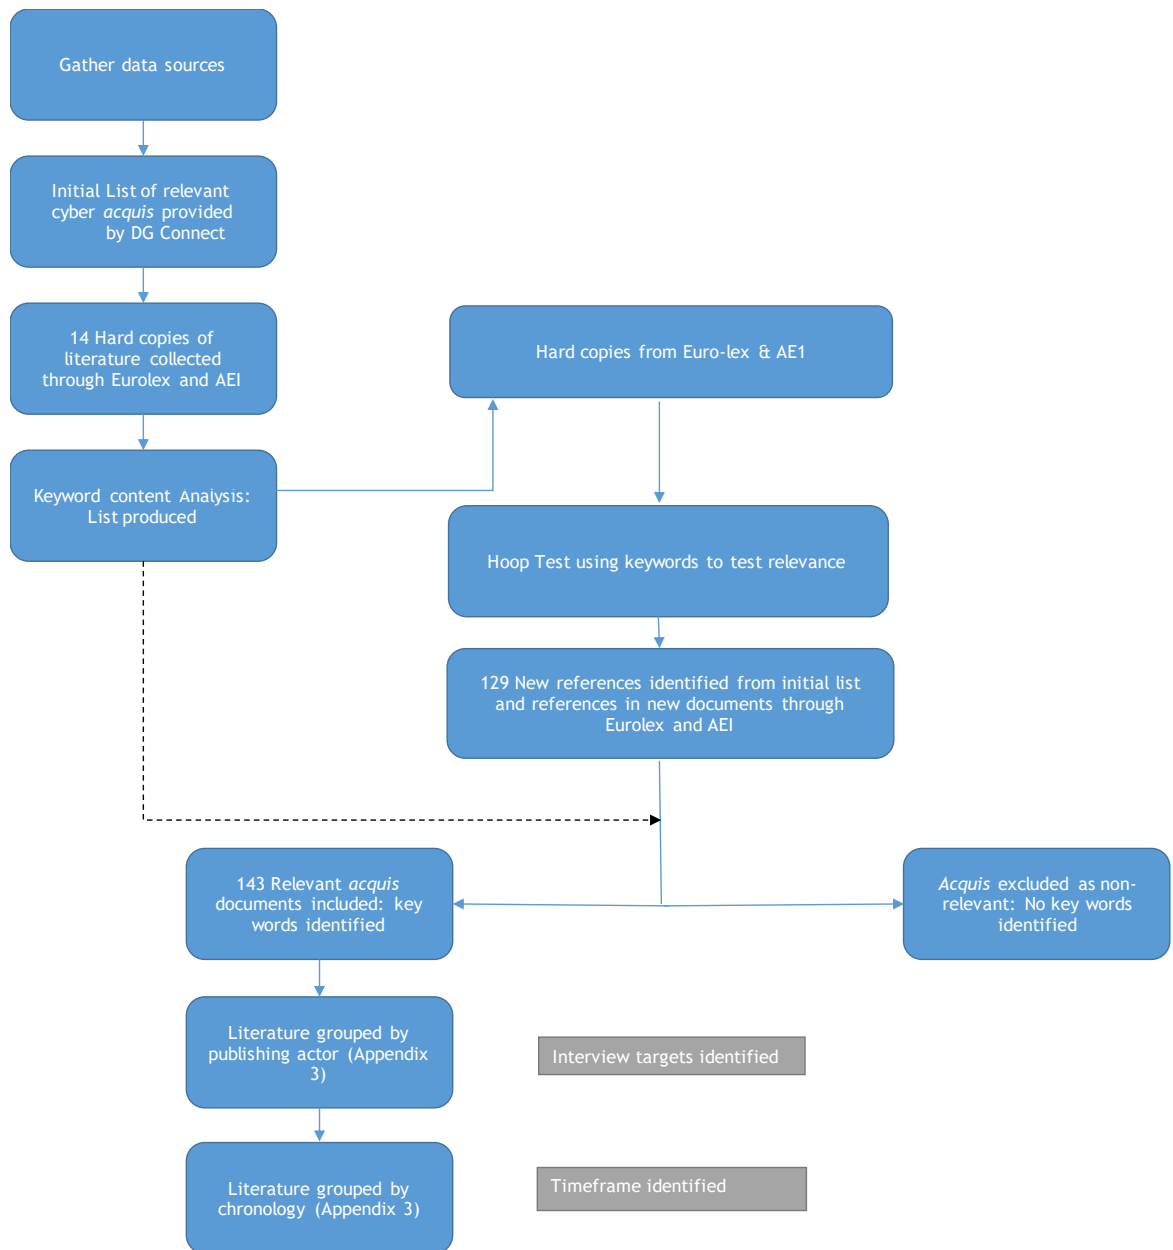 Gather data sources
Initial List of relevant
cyber acquis provided
by DG Connect
14 Hard copies of
literature collected
through Eurolex and AEI
Keyword content Analysis:
List produced
Hard copies from Euro-lex & AE1
Hoop Test using keywords to test relevance
129 New references identified from initial list
and references in new documents through
Eurolex and AEI
143 Relevant acquis
documents included: key
words identified
Acquis excluded as non-
relevant: No key words
identified
Literature grouped by
publishing actor (Appendix
3)
Interview targets identified
Literature grouped by
chronology (Appendix 3)
Timeframe identified